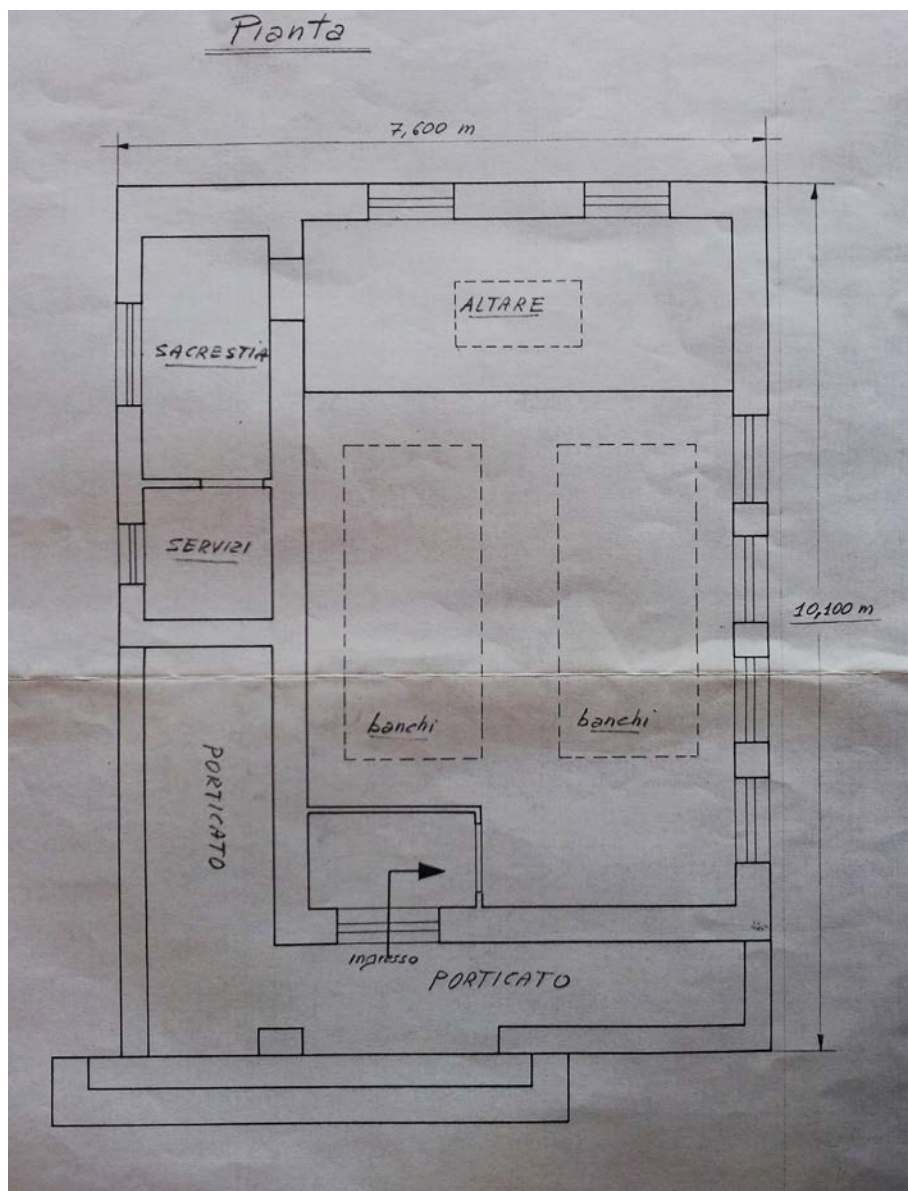 Pianta
7,600 m
ALTARE
SACRESTIA
SERVIZI
10,100 m
banchi
banchi
PORTICATO
ingresso
PORTICATO